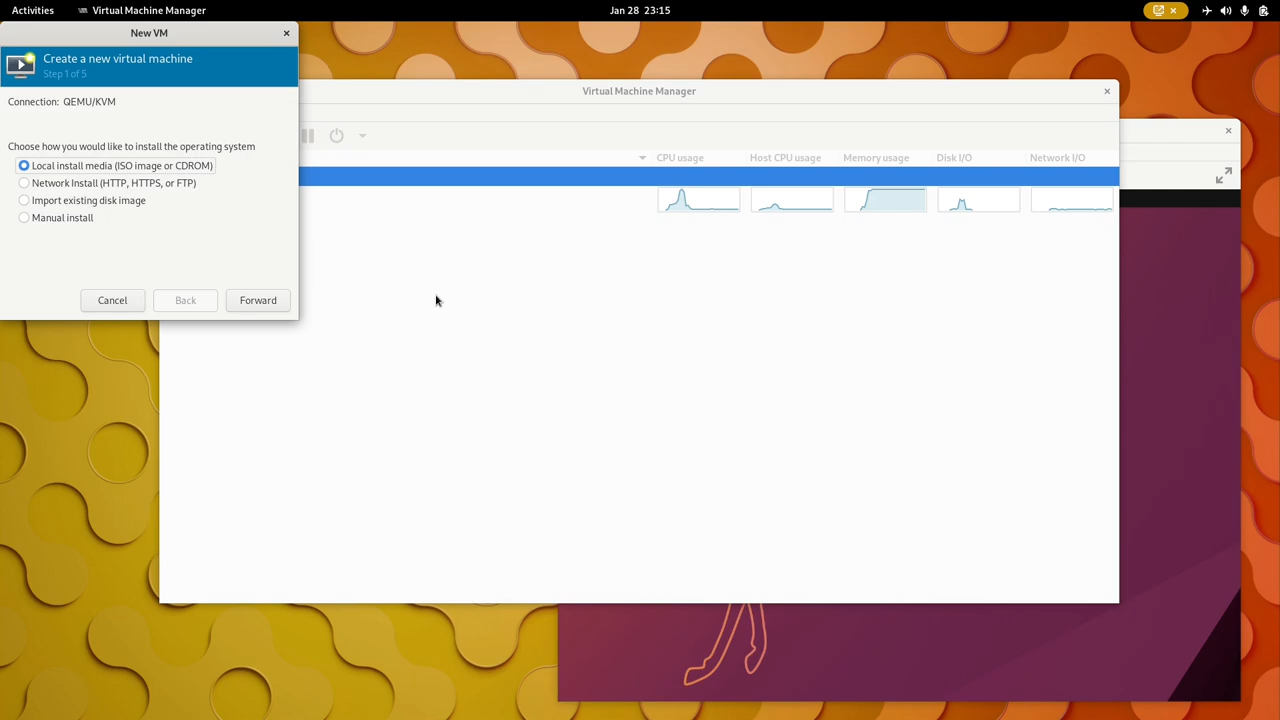 Activities
Virtual Machine Manager
Jan 28 23:15
New VM
Create a new virtual machine
Step 1 of 5
Connection: QEMU/KVM
Choose how you would like to install the operating system
Local install media (ISO image or CDROM)
Network Install (HTTP, HTTPS, or FTP)
Import existing disk image
Manual install
Cancel
Back
Forward
Virtual Machine Manager
CPU usage
Host CPU usage
Memory usage
Disk I/O
Network I/O